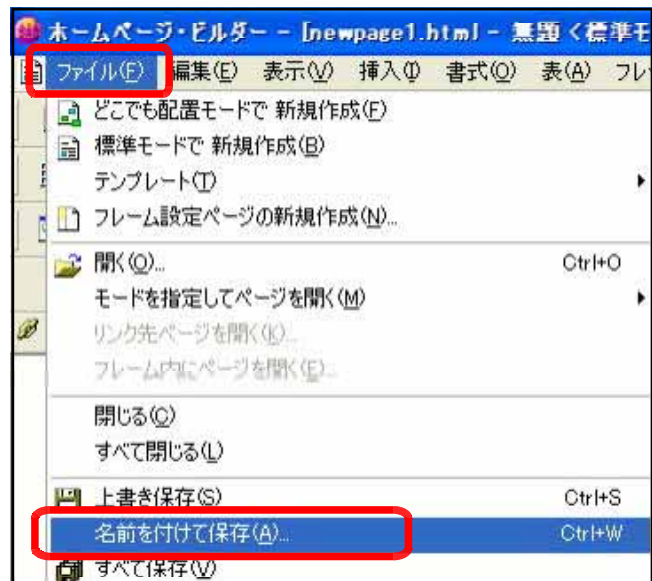 ホームページ・ビルダー - [newpage1.html - 無題 <標準モ
ファイル(F) 編集(E) 表示(V) 挿入(I) 書式(O) 表(A) フレ
どこでも配置モードで 新規作成(F)
標準モードで 新規作成(B)
テンプレート(T)
フレーム設定ページの新規作成(N)...
開く(O)... Ctrl+O
モードを指定してページを開く(M)
リンク先ページを開く(K)...
フレーム内にページを開く(E)...
閉じる(C)
すべて閉じる(L)
上書き保存(S) Ctrl+S
名前を付けて保存(A)... Ctrl+W
すべて保存(V)